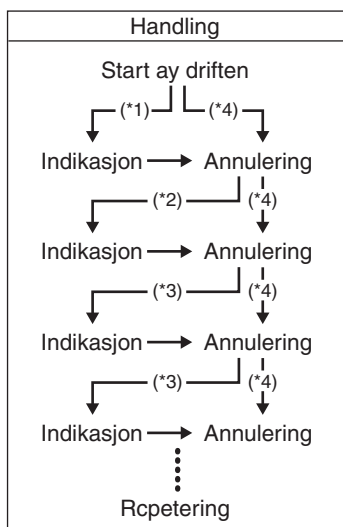 Handling
Start ay driften
(*1) (*4)
Indikasjon Annulering
(*2) (*4)
Indikasjon Annulering
(*3) (*4)
Indikasjon Annulering
(*3) (*4)
Indikasjon Annulering
Rcpetering